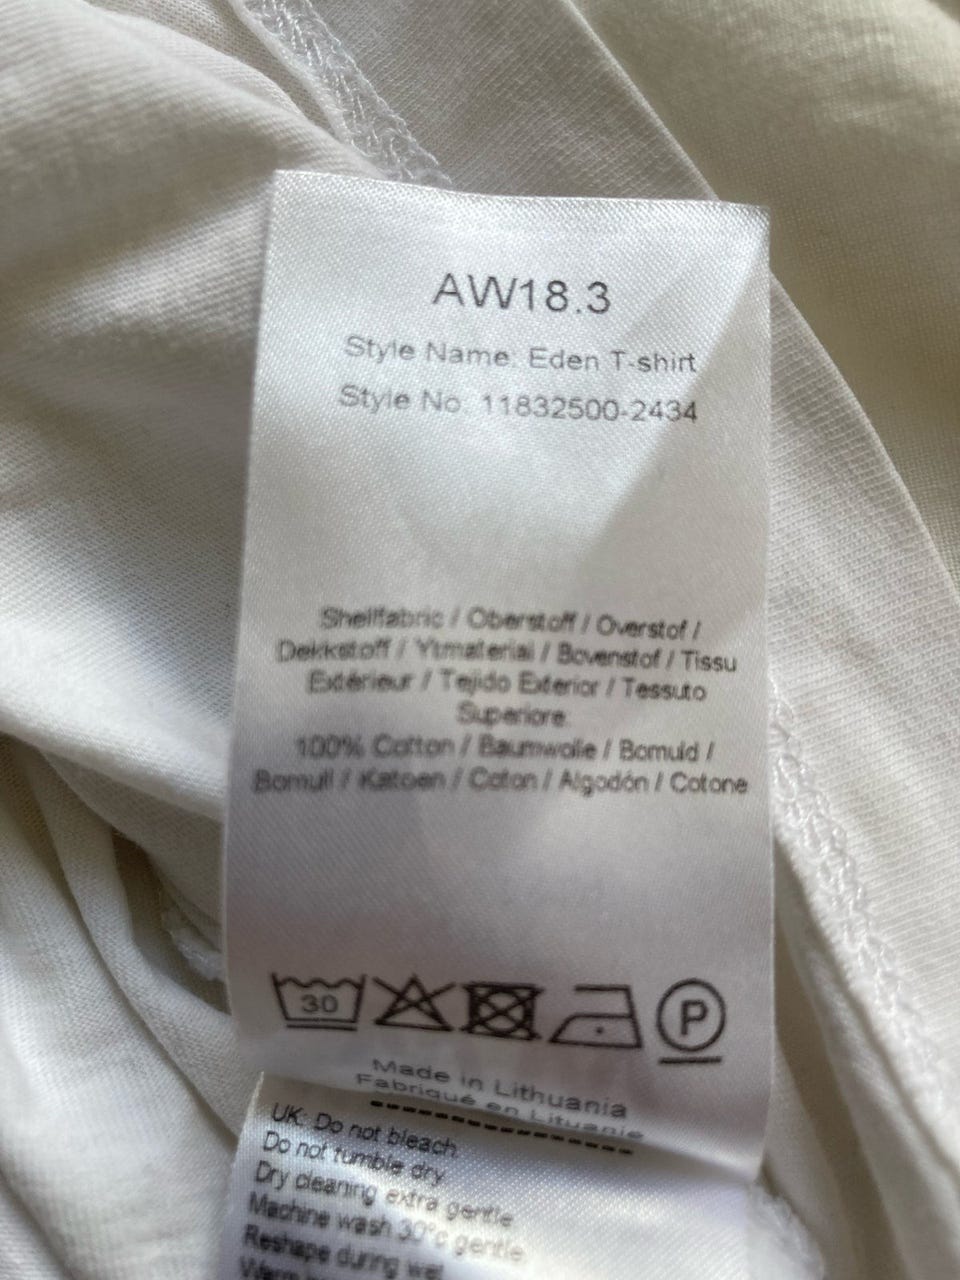 AW18.3
Style Name: Eden T-shirt
Style No: 11832500-2434
Shellfabric / Oberstoff / Overstof /
Dekkstoff / Ytmaterial / Bovenstof / Tissu
Extérieur / Tejido Exterior / Tessuto
Superiore:
100% Cotton / Baumwolle / Bomuld /
Bomull / Katoen / Coton / Algodón / Cotone
30
P
Made in Lithuania
Fabriqué en Lituanie
UK: Do not bleach
Do not tumble dry
Dry cleaning extra gentle
Machine wash 30°c gentle
Reshape during wet